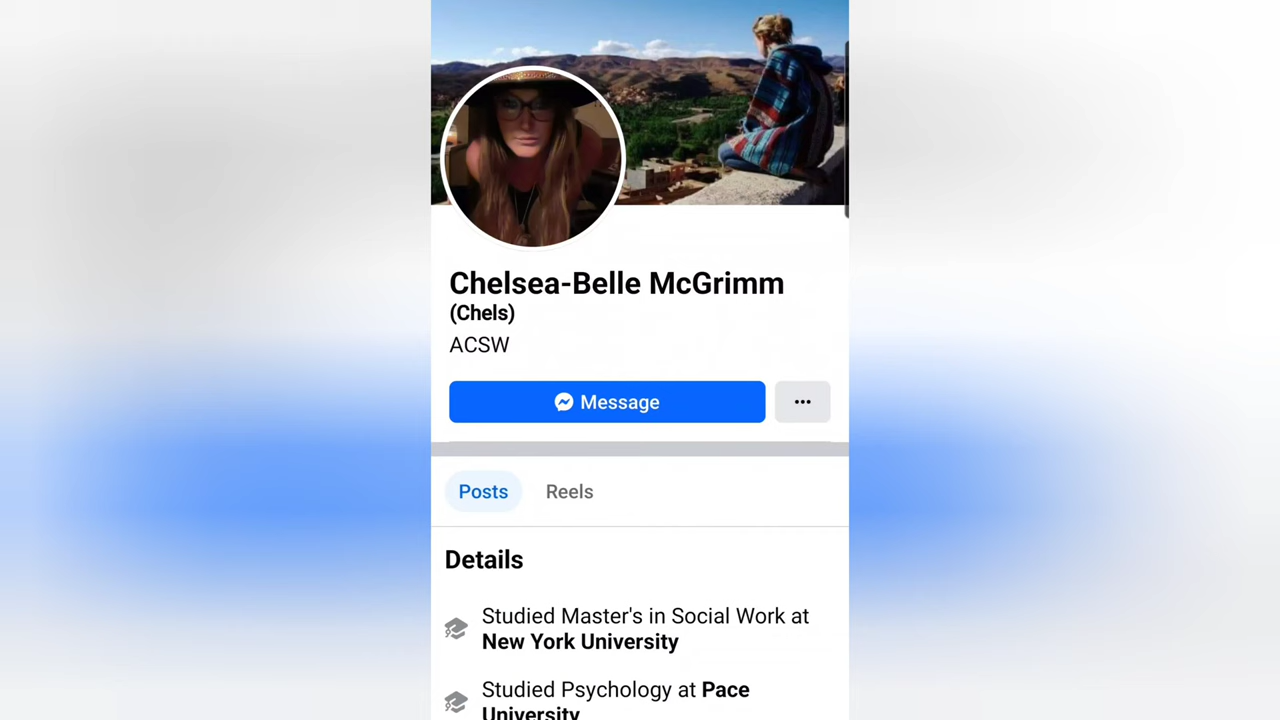 Chelsea-Belle McGrimm
(Chels)
ACSW
Message
Posts Reels
Details
Studied Master's in Social Work at
New York University
Studied Psychology at Pace
University